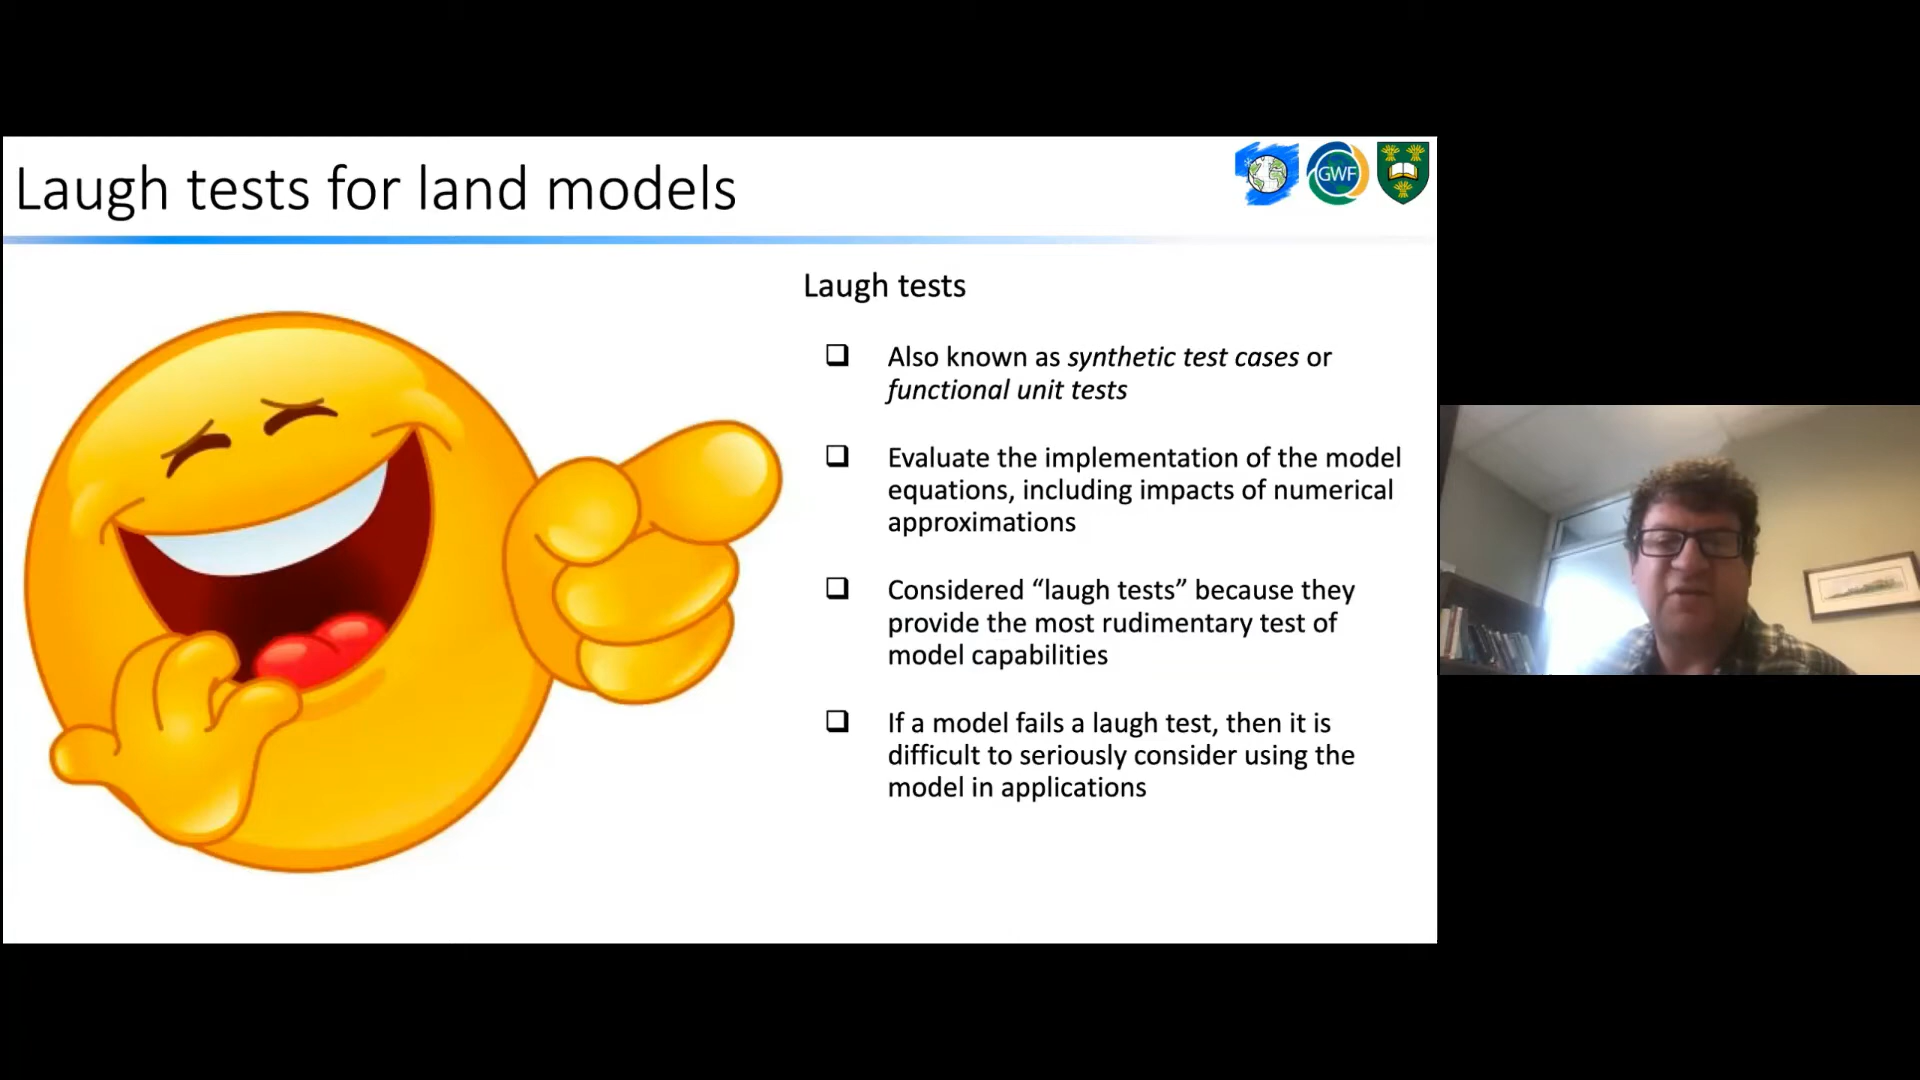 Laugh tests for land models
GWF
Laugh tests
Also known as synthetic test cases or
functional unit tests
Evaluate the implementation of the model
equations, including impacts of numerical
approximations
Considered “laugh tests” because they
provide the most rudimentary test of
model capabilities
If a model fails a laugh test, then it is
difficult to seriously consider using the
model in applications